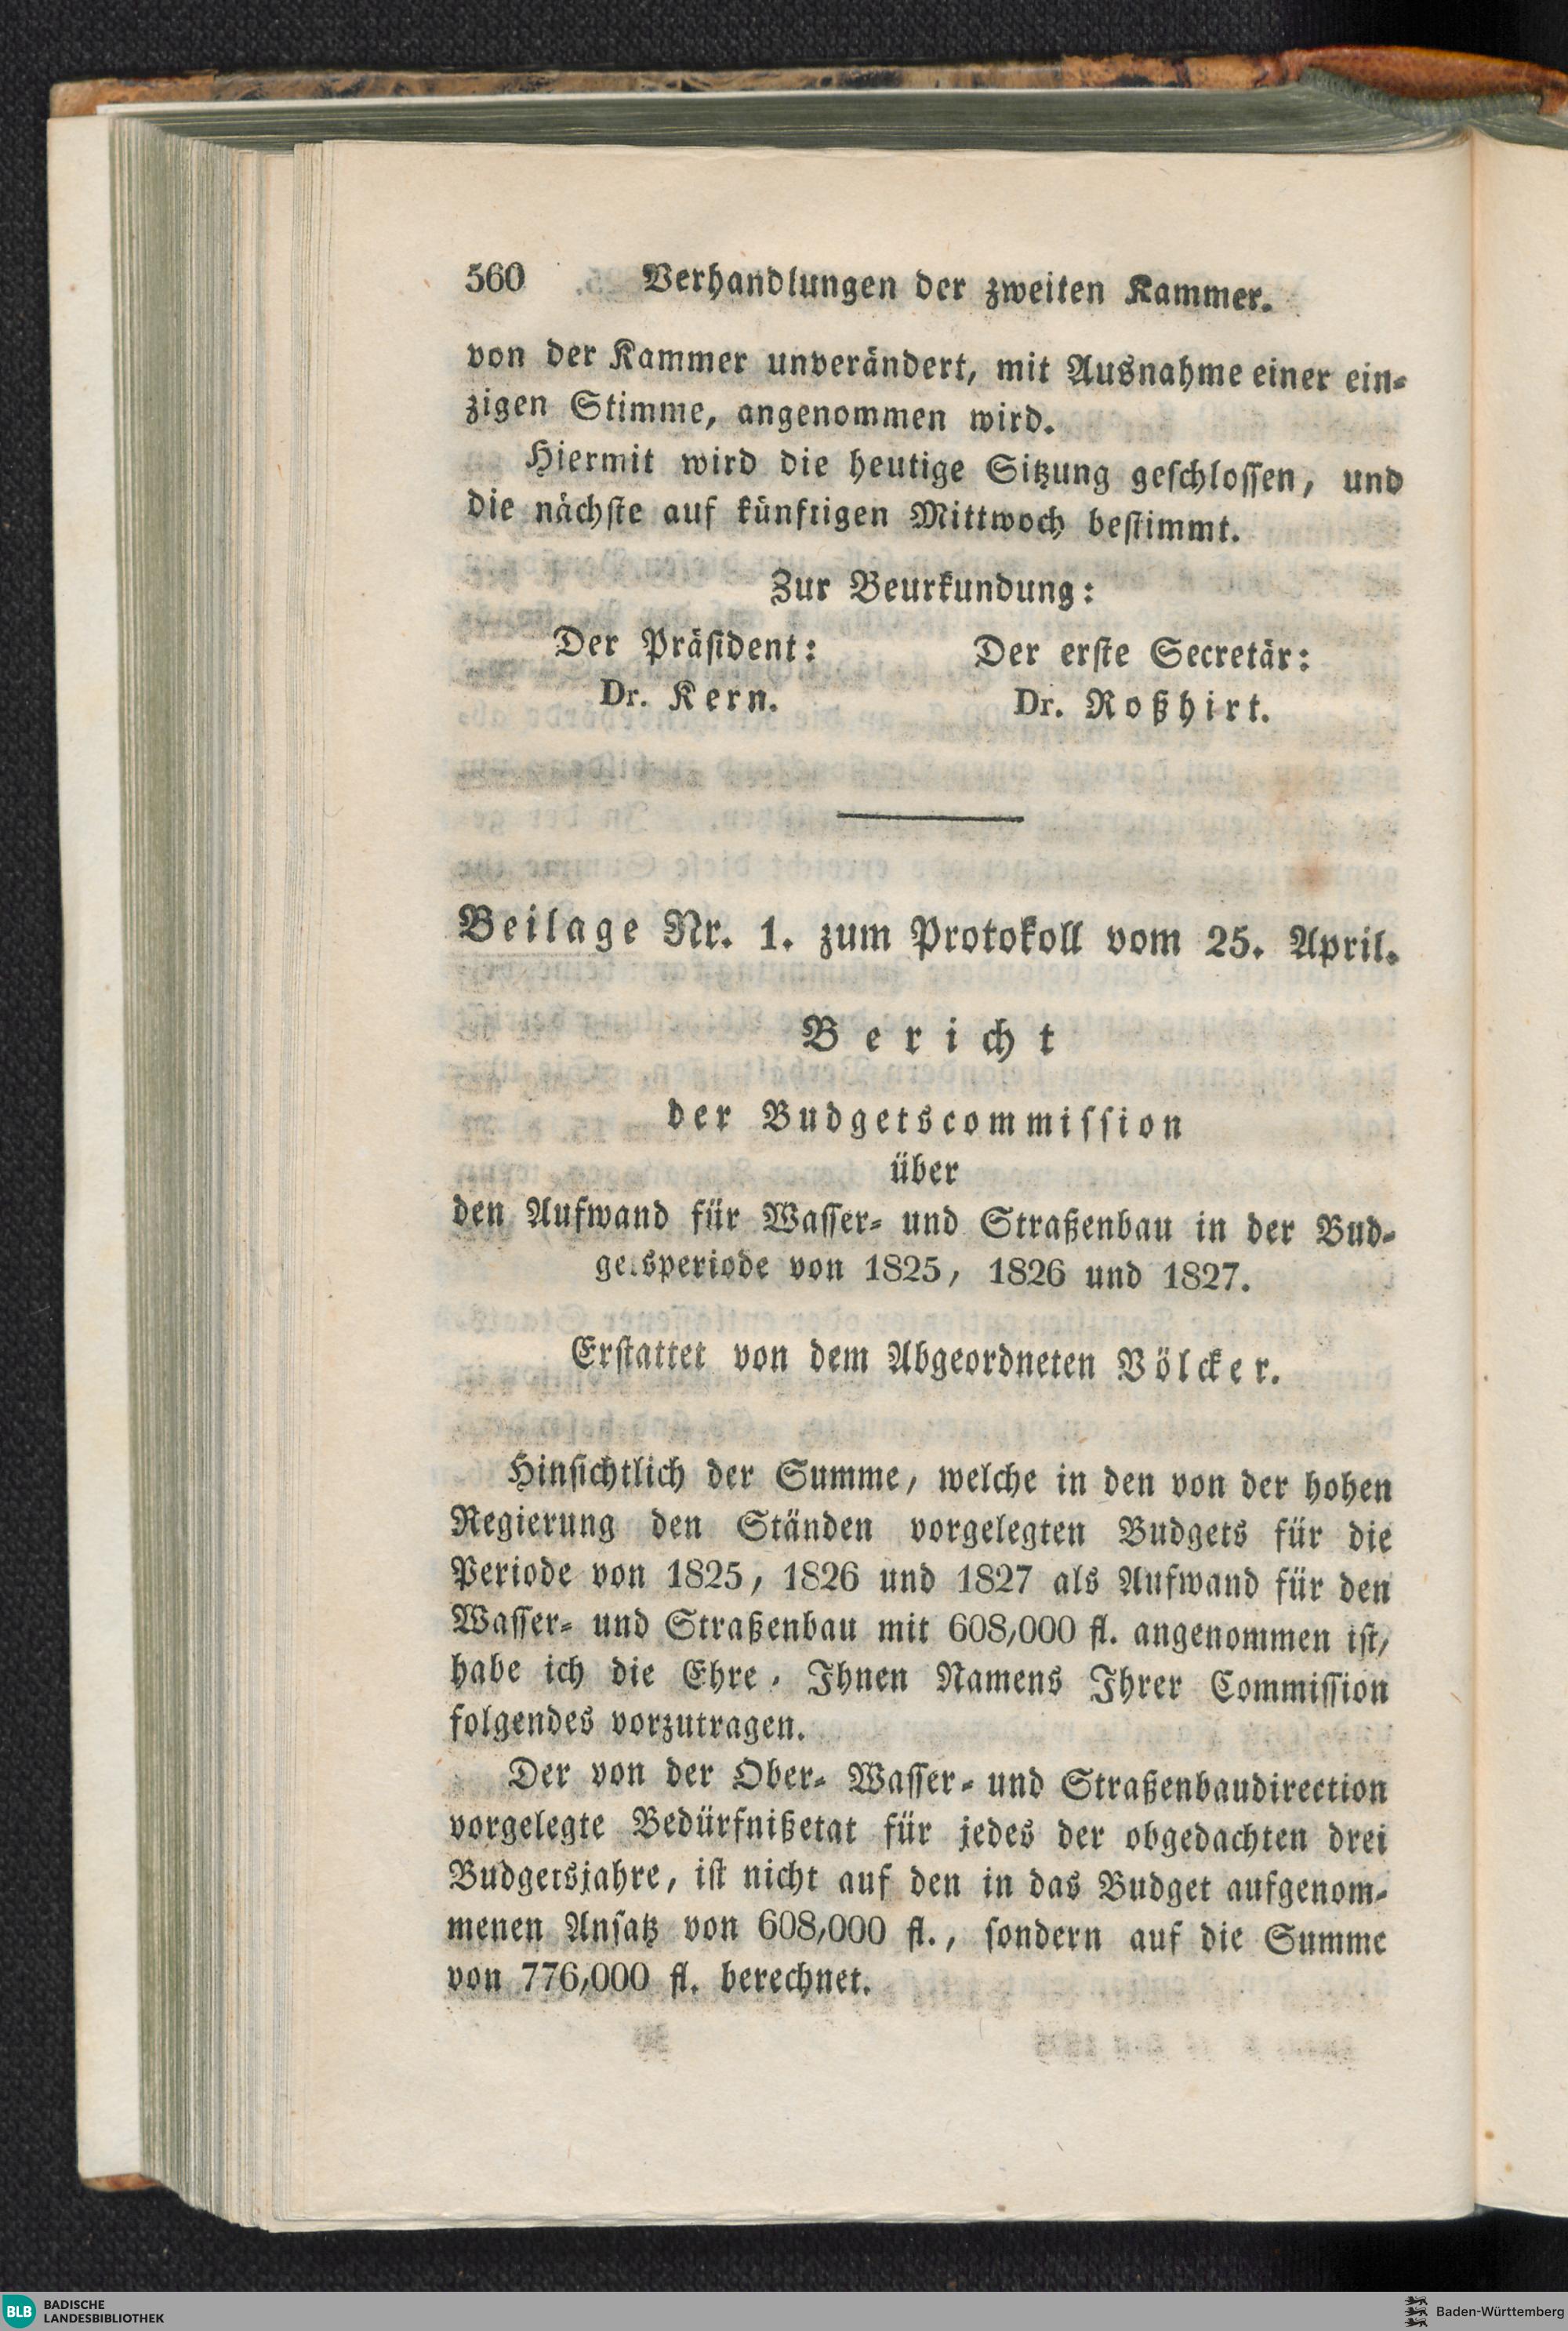 560 Verhandlungen der zweiten Kammer.
von der Kammer unverändert, mit Ausnahme einer ein-
zigen Stimme, angenommen wird.
Hiermit wird die heutige Sitzung geschlossen, und
die nächste auf künftigen Mittwoch bestimmt.
Zur Beurkundung:
Der Präsident: Der erste Secretär:
Dr. Kern. Dr. Roßhirt.
Beilage Nr. 1. zum Protokoll vom 25. April.
Bericht
der Budgetscommission
über
den Aufwand für Wasser- und Straßenbau in der Bud-
getsperiode von 1825, 1826 und 1827.
Erstattet von dem Abgeordneten Völcker.
Hinsichtlich der Summe, welche in den von der hohen
Regierung den Ständen vorgelegten Budgets für die
Periode von 1825, 1826 und 1827 als Aufwand für den
Wasser- und Straßenbau mit 608,000 fl. angenommen ist,
habe ich die Ehre, Ihnen Namens Ihrer Commission
folgendes vorzutragen.
Der von der Ober- Wasser- und Straßenbaudirection
vorgelegte Bedürfnißetat für jedes der obgedachten drei
Budgetsjahre, ist nicht auf den in das Budget aufgenom-
menen Ansatz von 608,000 fl., sondern auf die Summe
von 776,000 fl. berechnet.
BLB BADISCHE
LANDESBIBLIOTHEK
Baden-Württemberg